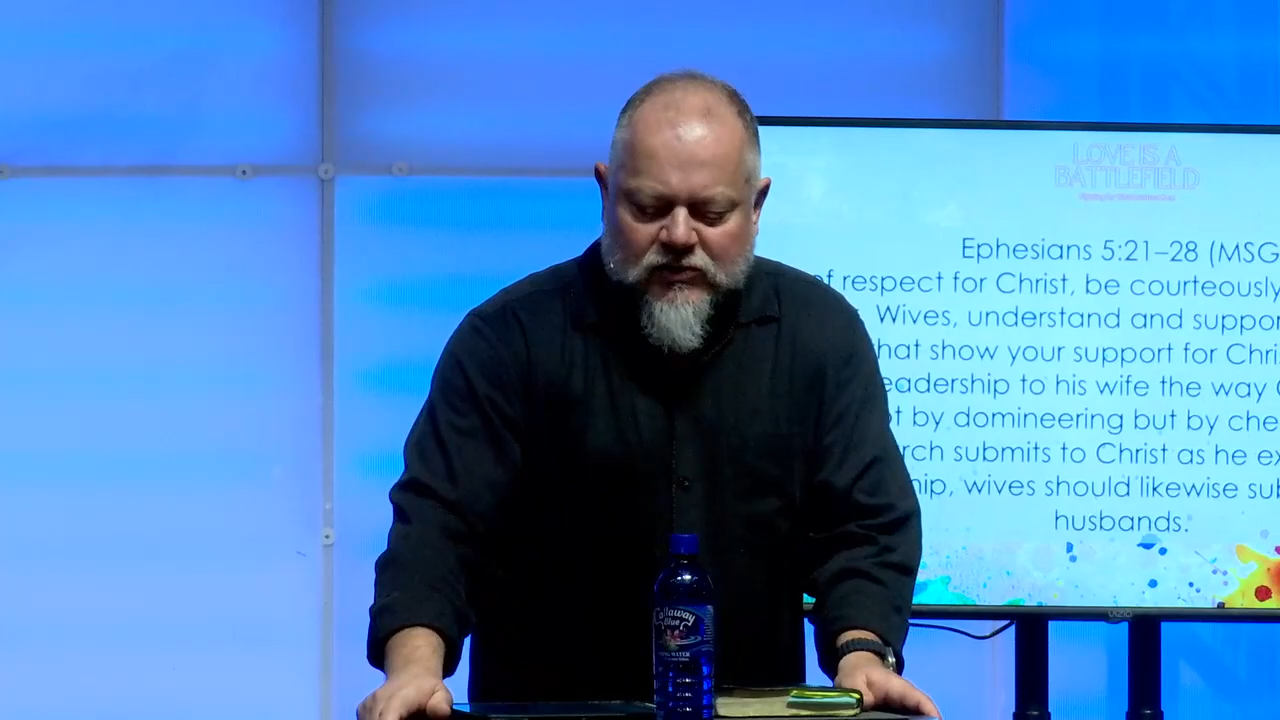 LOVE IS A
BATTLEFIELD
Ephesians 5:21–28 (MSG
of respect for Christ, be courteously
Wives, understand and suppor
hat show your support for Chri
eadership to his wife the way
t by domineering but by che
rch submits to Christ as he ex
hip, wives should likewise sub
husbands.
VIZIO
Callaway
Blue
WATER